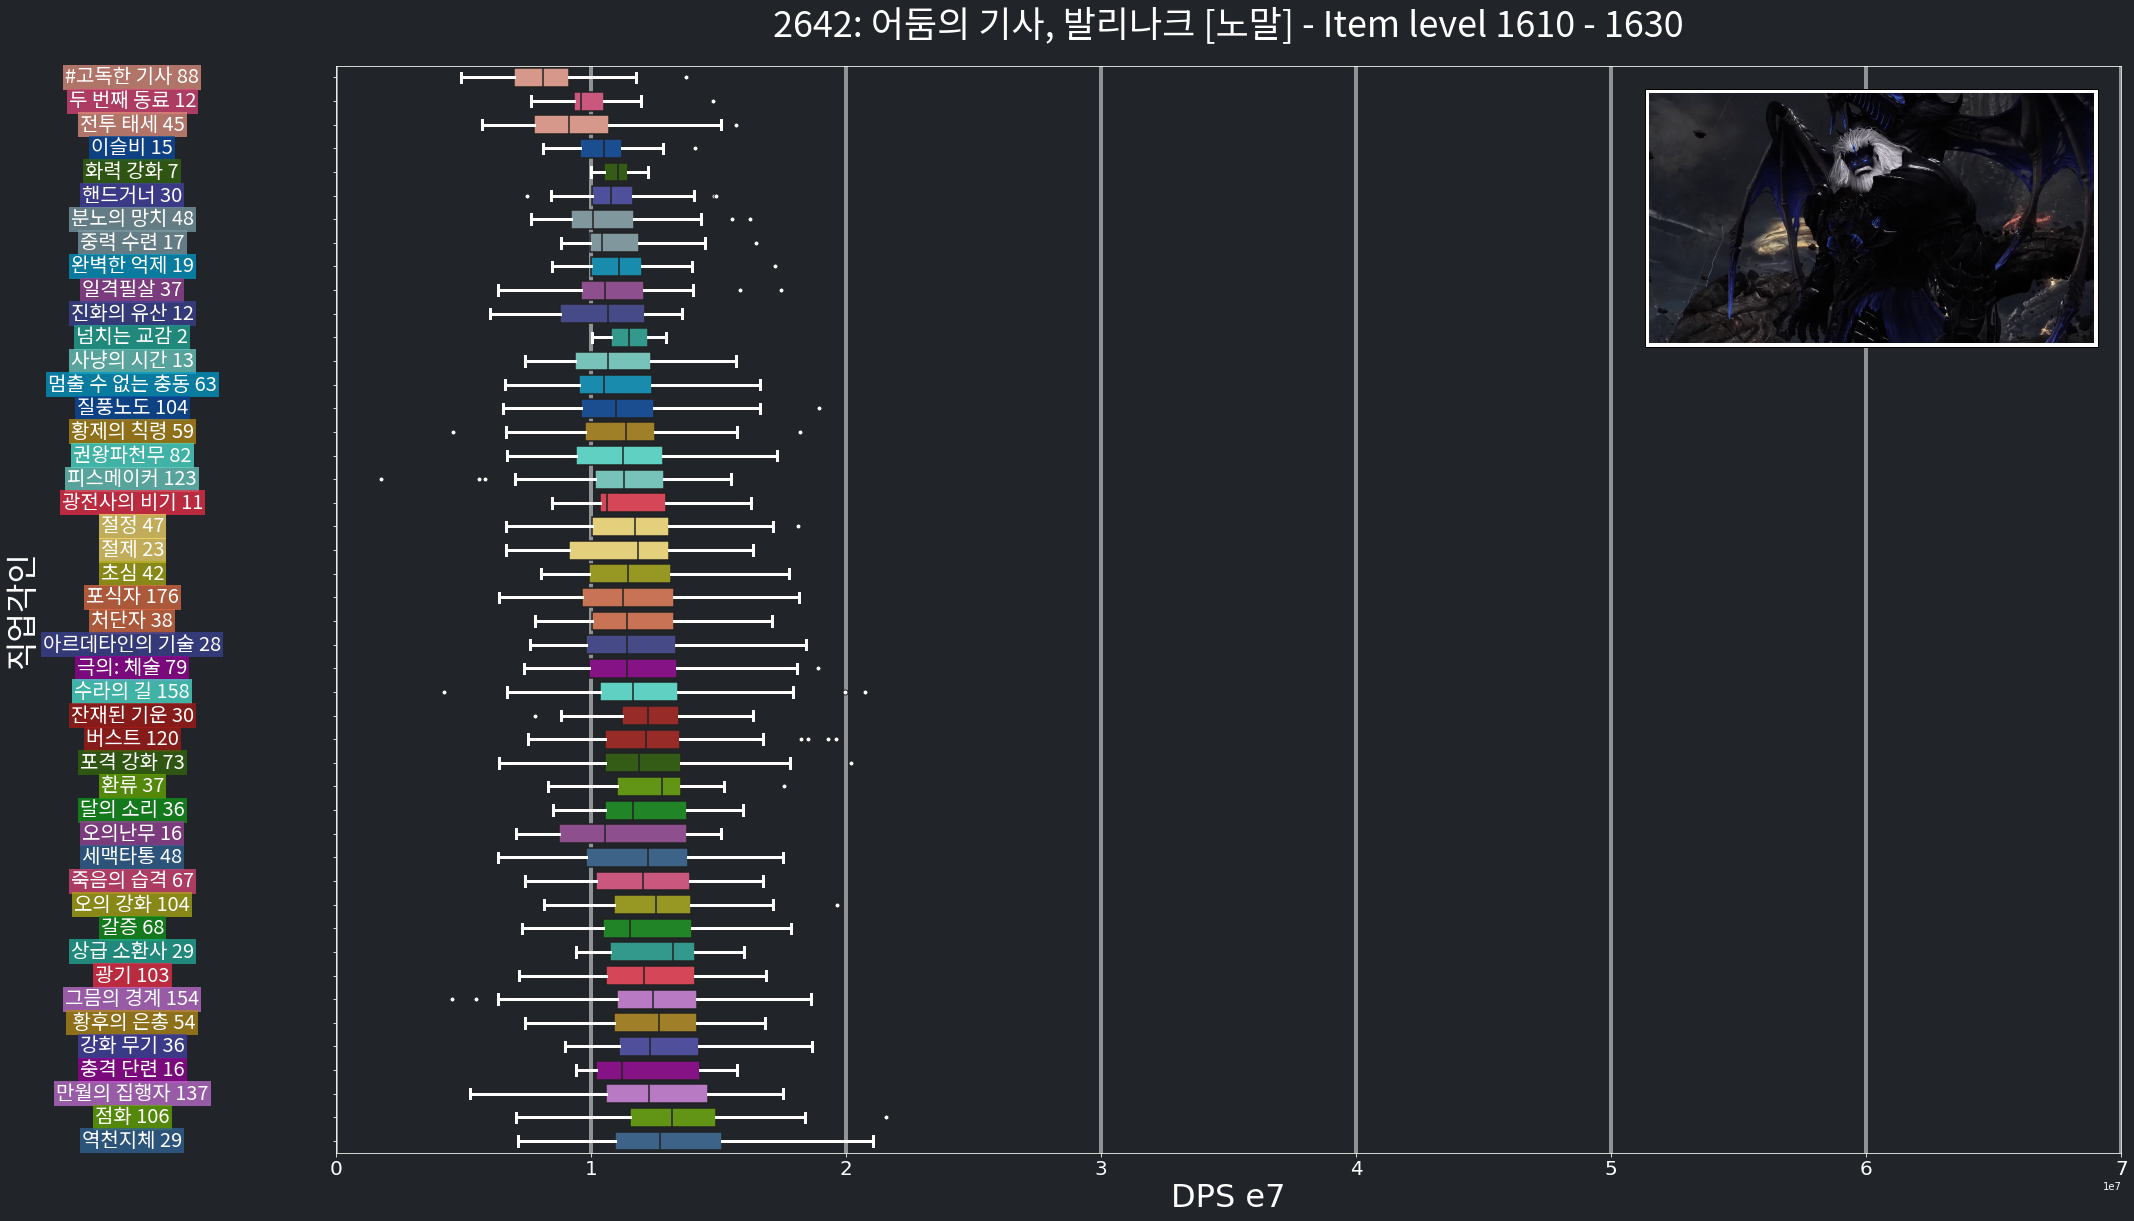 2642: 어둠의 기사, 발리나크 [노말] - Item level 1610 - 1630
직업각인
#고독한 기사 88
두 번째 동료 12
전투 태세 45
이슬비 15
화력 강화 7
핸드거너 30
분노의 망치 48
중력 수련 17
완벽한 억제 19
일격필살 37
진화의 유산 12
넘치는 교감 2
사냥의 시간 13
멈출 수 없는 충동 63
질풍노도 104
황제의 칙령 59
권왕파천무 82
피스메이커 123
광전사의 비기 11
절정 47
절제 23
초심 42
포식자 176
처단자 38
아르데타인의 기술 28
극의: 체술 79
수라의 길 158
잔재된 기운 30
버스트 120
포격 강화 73
환류 37
달의 소리 36
오의난무 16
세맥타통 48
죽음의 습격 67
오의 강화 104
갈증 68
상급 소환사 29
광기 103
그믐의 경계 154
황후의 은총 54
강화 무기 36
충격 단련 16
만월의 집행자 137
점화 106
역천지체 29
0 1 2 3 4 5 6 7
1e7
DPS e7